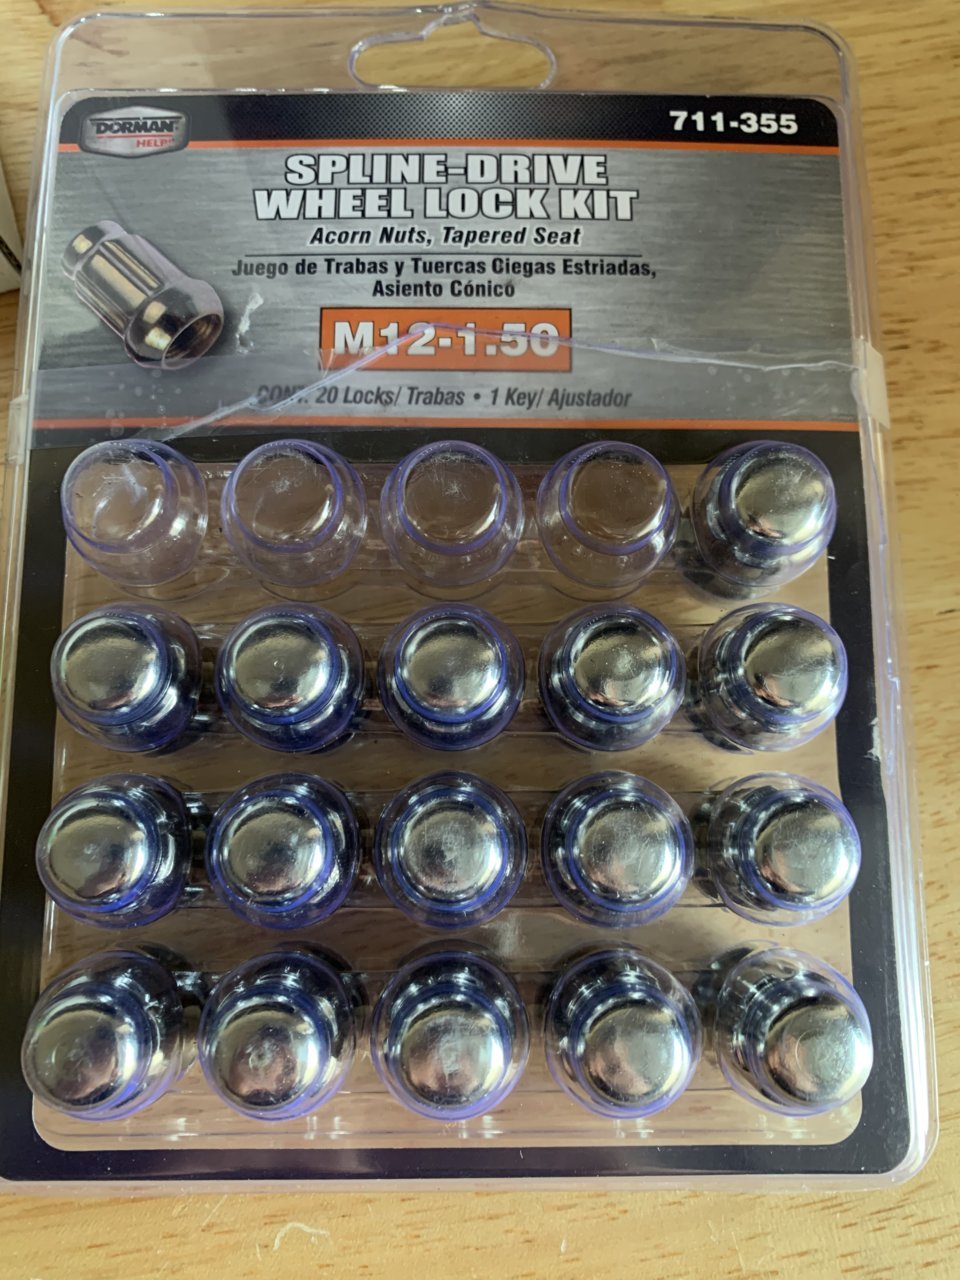 DORMAN
HELP!
711-355
SPLINE-DRIVE
WHEEL LOCK KIT
Acorn Nuts, Tapered Seat
Juego de Trabas y Tuercas Ciegas Estriadas,
Asiento Cónico
M12-1.50
CONT. 20 Locks/ Trabas • 1 Key/ Ajustador